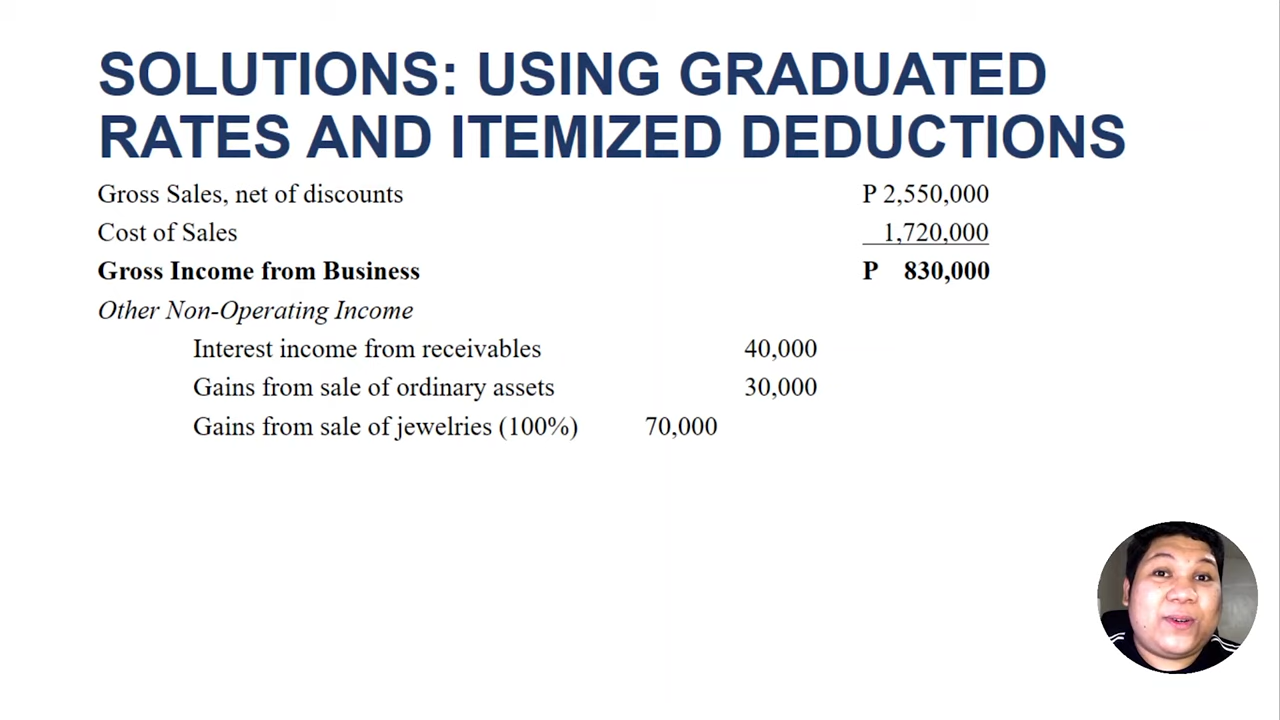 SOLUTIONS: USING GRADUATED
RATES AND ITEMIZED DEDUCTIONS
Gross Sales, net of discounts P 2,550,000
Cost of Sales 1,720,000
Gross Income from Business P 830,000
Other Non-Operating Income
Interest income from receivables 40,000
Gains from sale of ordinary assets 30,000
Gains from sale of jewelries (100%) 70,000